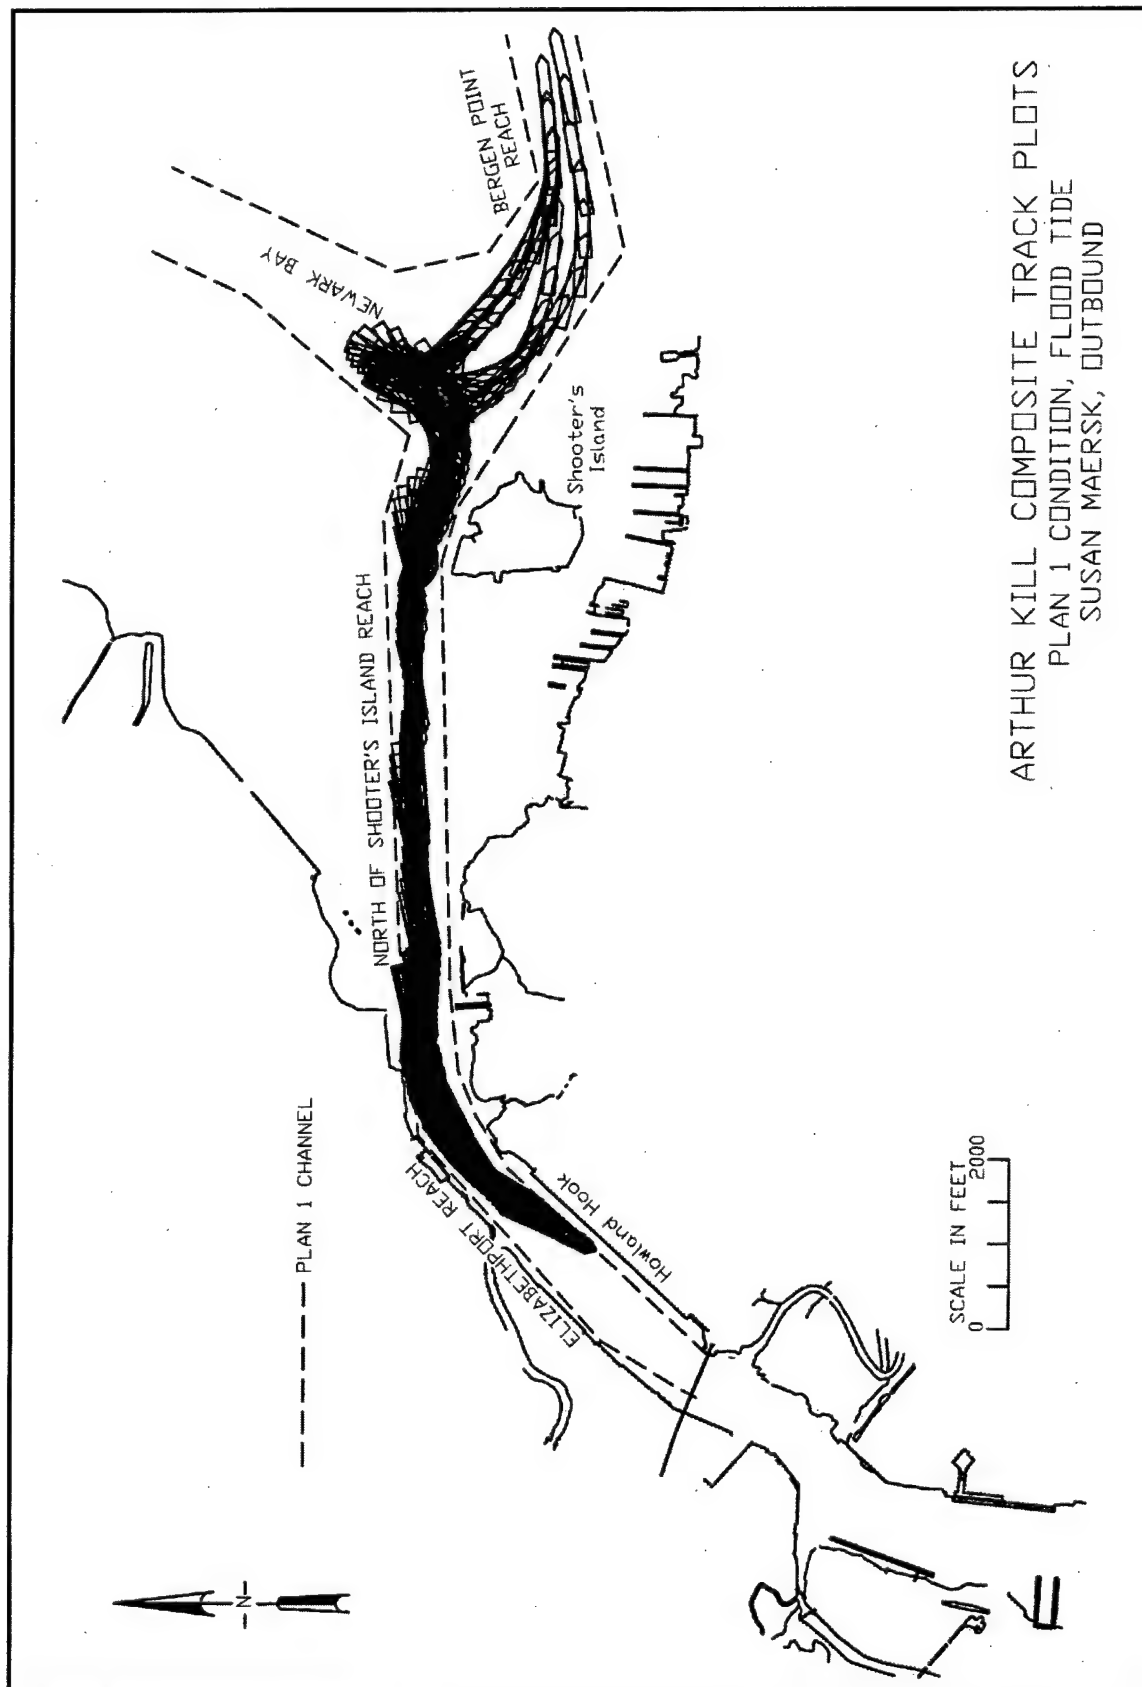 BERGEN POINT
REACH
NEWARK BAY
Shooter's
Island
NORTH OF SHOOTER'S ISLAND REACH
ELIZABETHPORT REACH
Howland Hook
PLAN 1 CHANNEL
-N-
SCALE IN FEET
0 2000
ARTHUR KILL COMPOSITE TRACK PLOTS
PLAN 1 CONDITION, FLOOD TIDE
SUSAN MAERSK, OUTBOUND